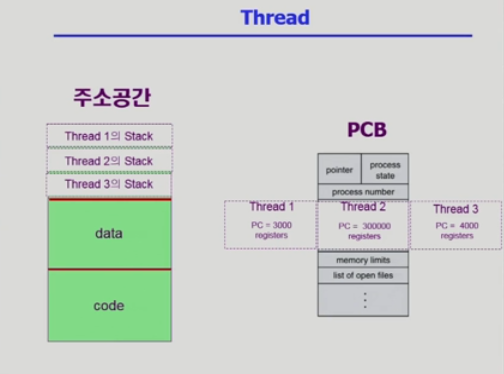 Thread
주소공간
Thread 1의 Stack
Thread 2의 Stack
Thread 3의 Stack
data
code
PCB
pointer
process
state
process number
Thread 1
PC = 3000
registers
Thread 2
PC = 300000
registers
Thread 3
PC = 4000
registers
memory limits
list of open files